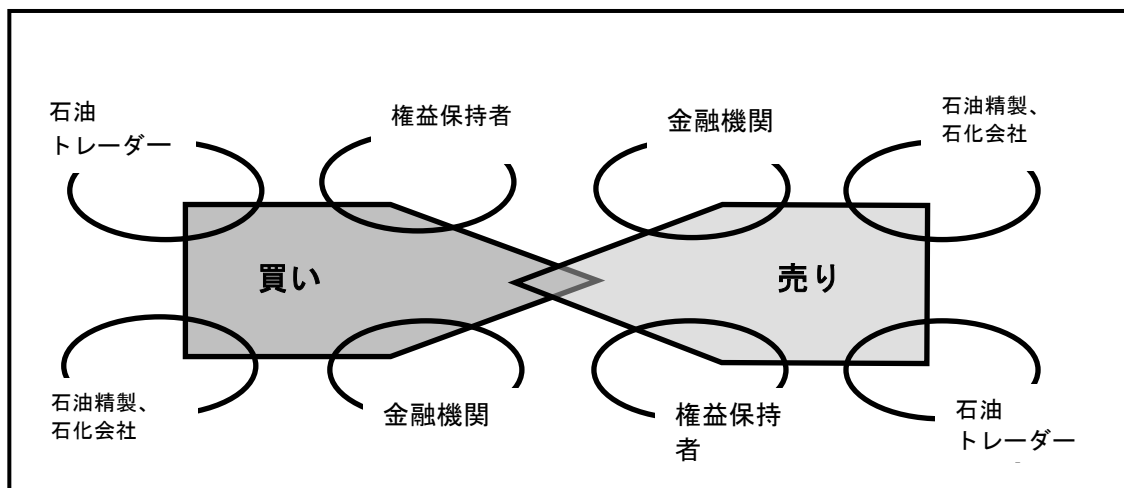 石油
トレーダー
権益保持者
金融機関
石油精製、
石化会社
買い
売り
石油精製、
石化会社
金融機関
権益保持
者
石油
トレーダー